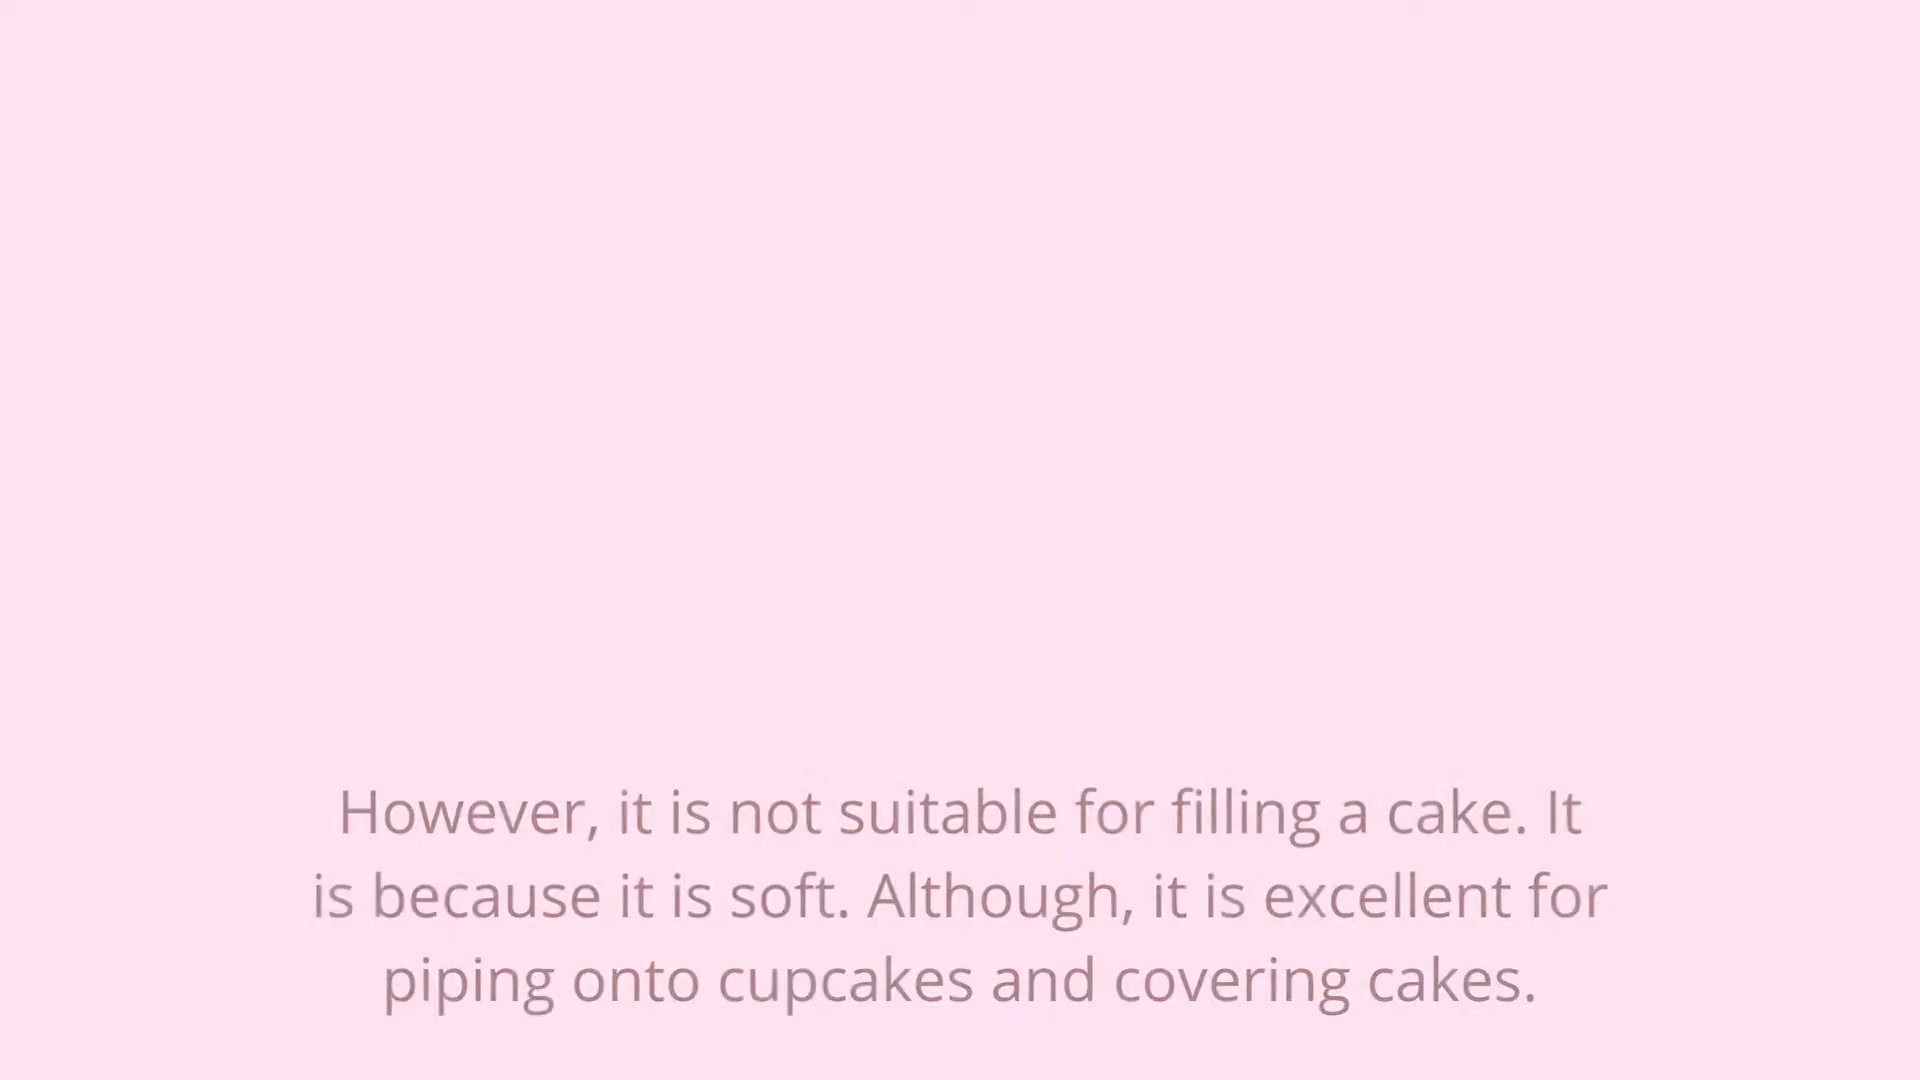 However, it is not suitable for filling a cake. It
is because it is soft. Although, it is excellent for
piping onto cupcakes and covering cakes.